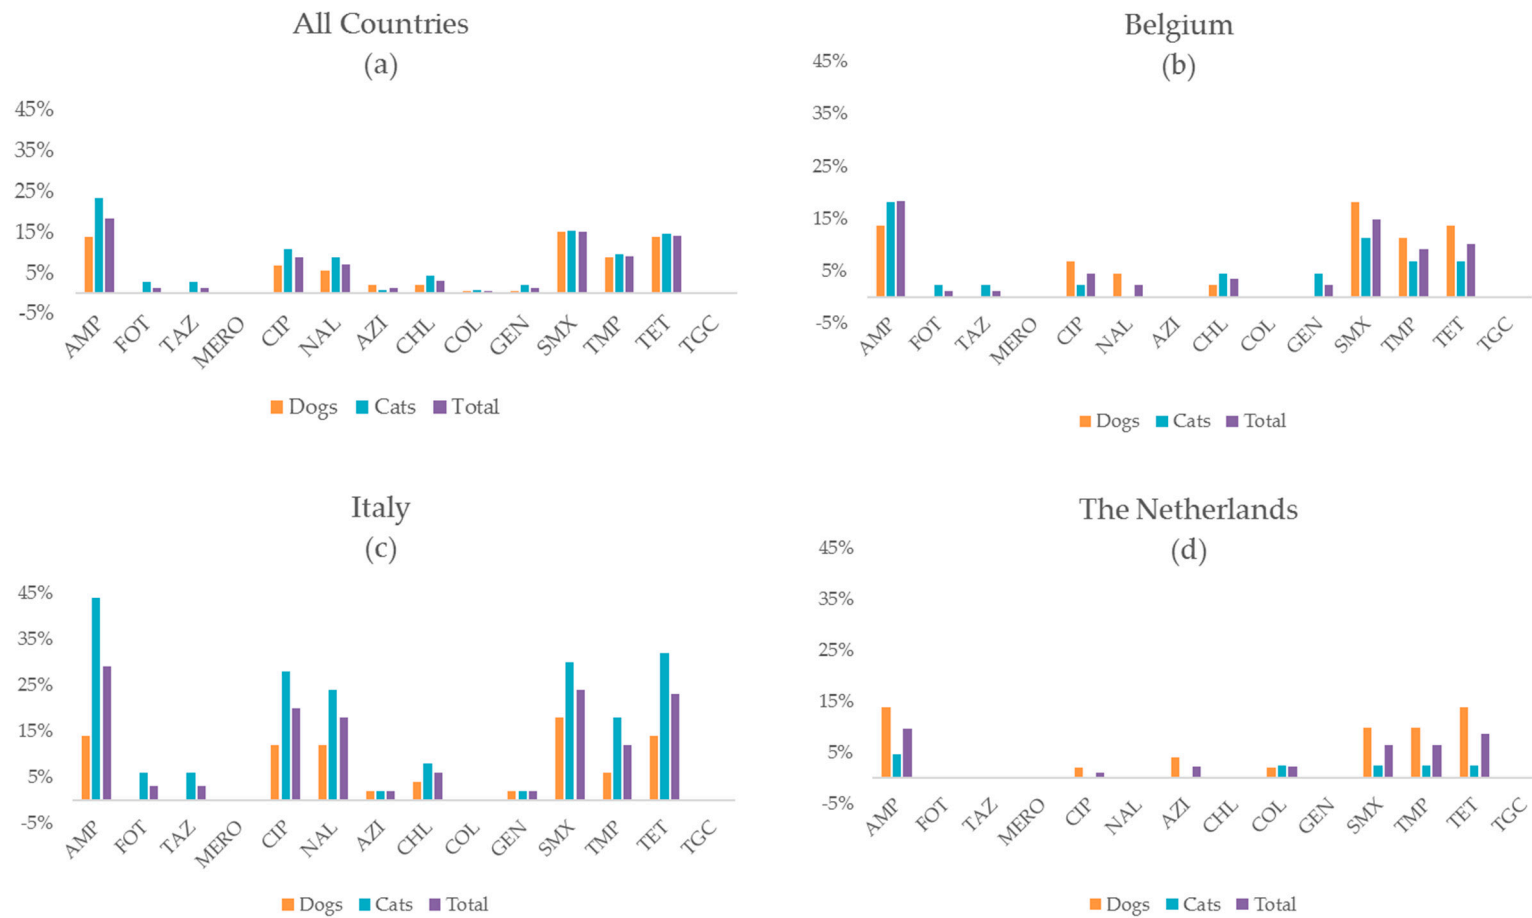 All Countries
(a)
45%
35%
25%
15%
5%
-5%
AMP FOT TAZ MERO CIP NAL AZI CHL COL GEN SMX TMP TET TGC
Dogs Cats Total
Belgium
(b)
45%
35%
25%
15%
5%
-5%
AMP FOT TAZ MERO CIP NAL AZI CHL COL GEN SMX TMP TET TGC
Dogs Cats Total
Italy
(c)
45%
35%
25%
15%
5%
-5%
AMP FOT TAZ MERO CIP NAL AZI CHL COL GEN SMX TMP TET TGC
Dogs Cats Total
The Netherlands
(d)
45%
35%
25%
15%
5%
-5%
AMP FOT TAZ MERO CIP NAL AZI CHL COL GEN SMX TMP TET TGC
Dogs Cats Total